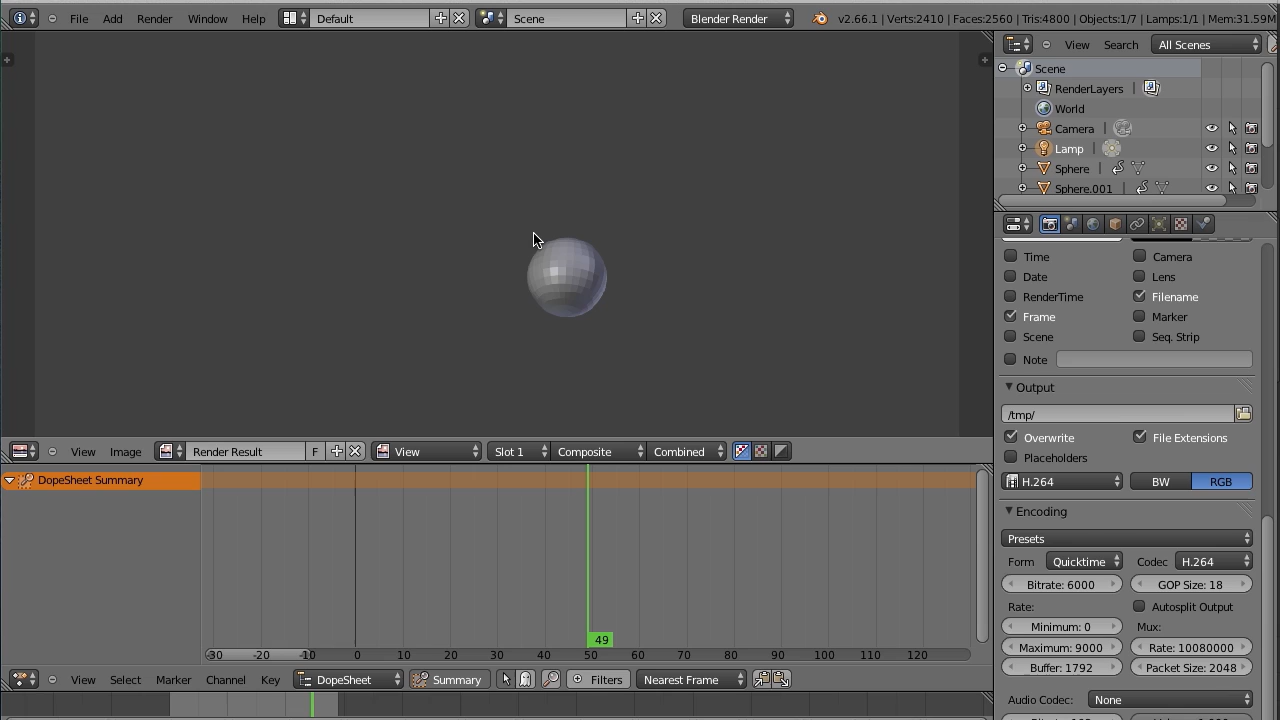 File Add Render Window Help Default Scene Blender Render v2.66.1 | Verts:2410 | Faces:2560 | Tris:4800 | Objects:1/7 | Lamps:1/1 | Mem:31.59M
View Search All Scenes
Scene
RenderLayers |
World
Camera |
Lamp |
Sphere |
Sphere.001 |
Time Camera
Date Lens
RenderTime Filename
Frame Marker
Scene Seq. Strip
Note
Output
/tmp/
Overwrite File Extensions
Placeholders
H.264 BW RGB
Encoding
Presets
Form Quicktime Codec H.264
Bitrate: 6000 GOP Size: 18
Rate: Autosplit Output
Minimum: 0 Mux:
Maximum: 9000 Rate: 10080000
Buffer: 1792 Packet Size: 2048
Audio Codec: None
View Image Render Result F View Slot 1 Composite Combined
DopeSheet Summary
49
-30 -20 -10 0 10 20 30 40 50 60 70 80 90 100 110 120
View Select Marker Channel Key DopeSheet Summary Filters Nearest Frame